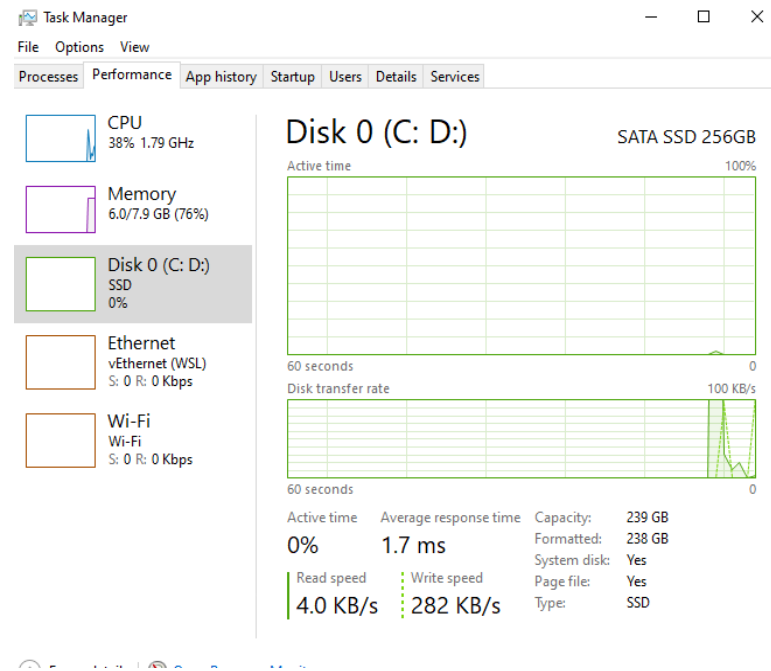 Task Manager
File Options View
Processes Performance App history Startup Users Details Services
CPU
38% 1.79 GHz
Memory
6.0/7.9 GB (76%)
Disk 0 (C: D:)
SSD
0%
Ethernet
vEthernet (WSL)
S: 0 R: 0 Kbps
Wi-Fi
Wi-Fi
S: 0 R: 0 Kbps
Disk 0 (C: D:) SATA SSD 256GB
Active time 100%
60 seconds 0
Disk transfer rate 100 KB/s
60 seconds 0
Active time Average response time
0% 1.7 ms
Read speed Write speed
4.0 KB/s 282 KB/s
Capacity: 239 GB
Formatted: 238 GB
System disk: Yes
Page file: Yes
Type: SSD